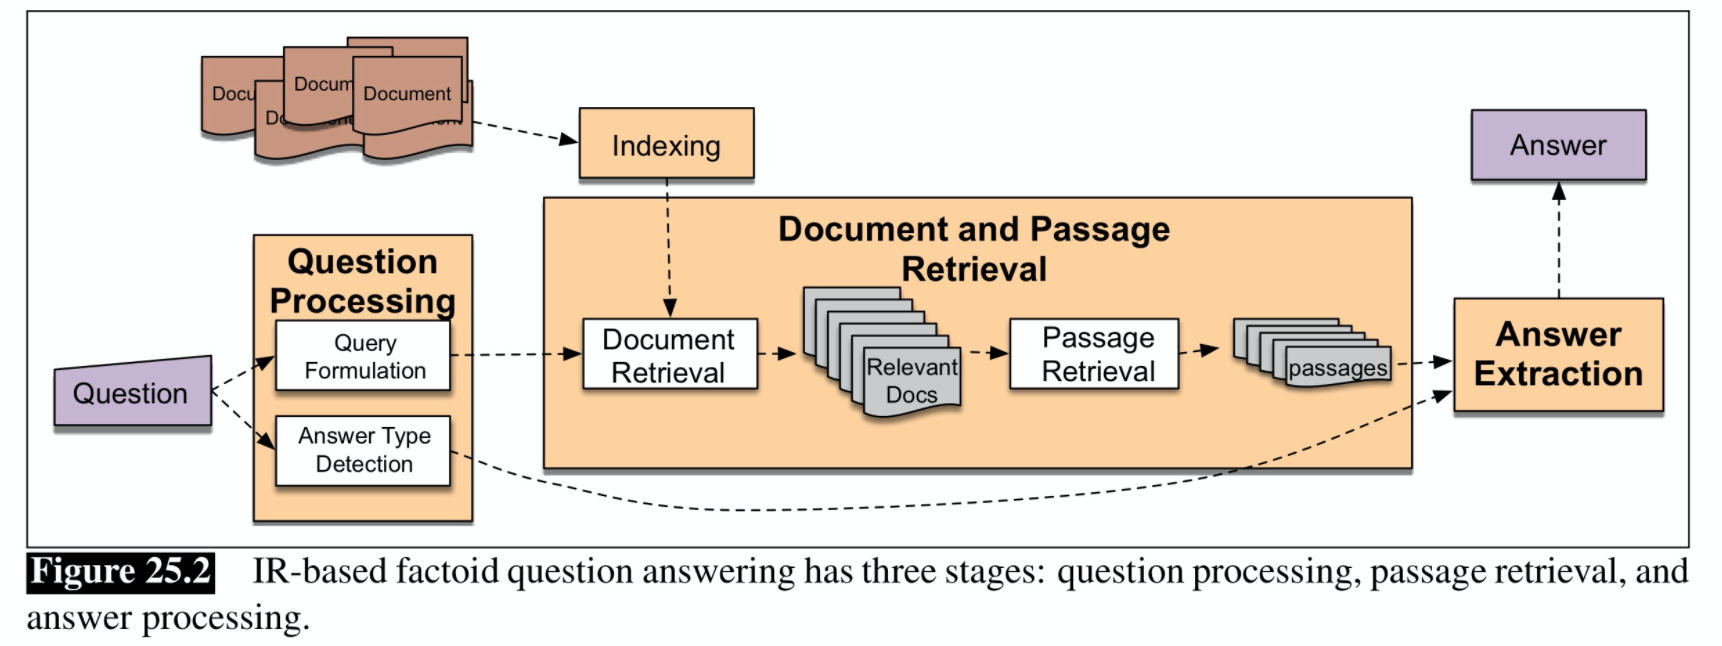 Document
Docum
Docu
Indexing
Answer
Document and Passage
Retrieval
Question
Processing
Query
Formulation
Answer Type
Detection
Question
Document
Retrieval
Relevant
Docs
Passage
Retrieval
passages
Answer
Extraction
Figure 25.2 IR-based factoid question answering has three stages: question processing, passage retrieval, and
answer processing.